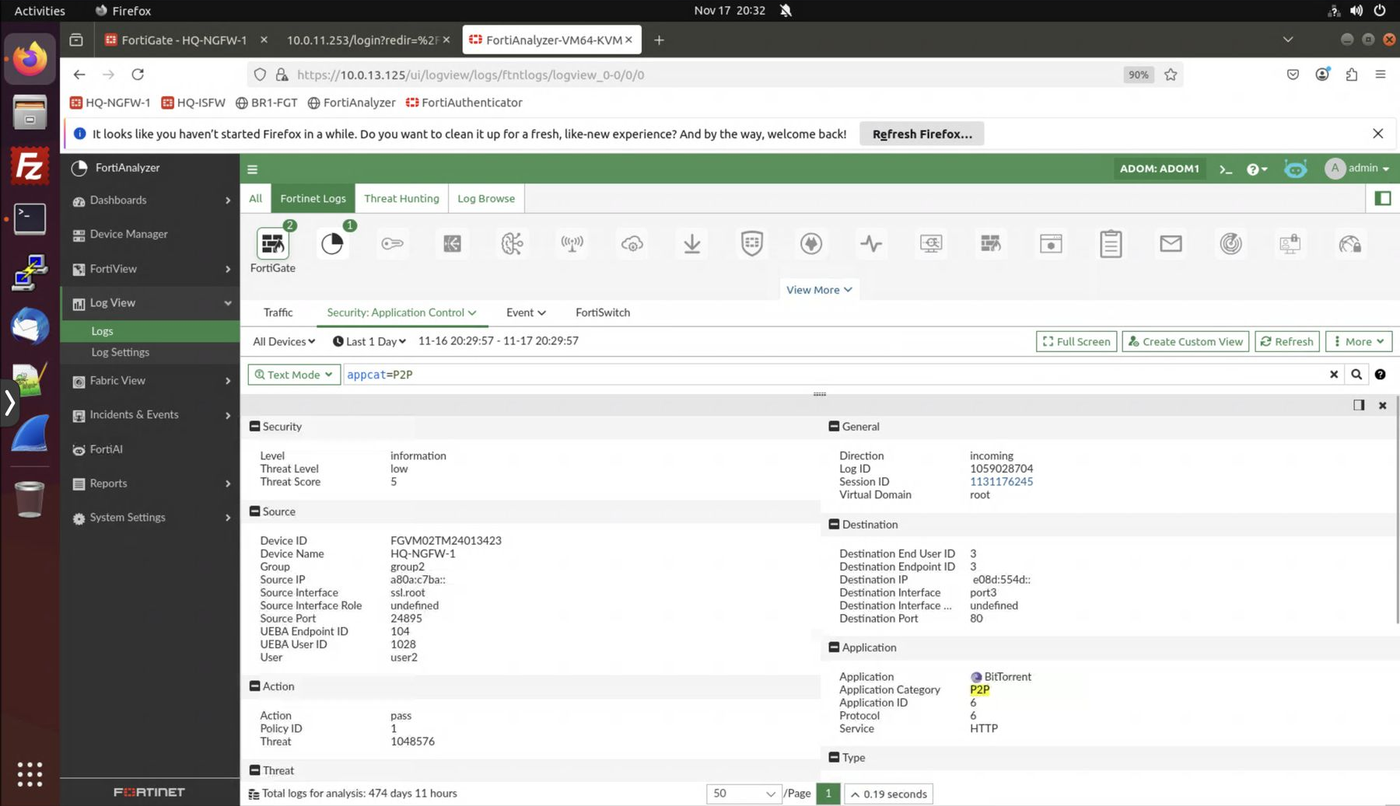 Activities Firefox Nov 17 20:32
FortiGate - HQ-NGFW-1 × 10.0.11.253/login?redir=%2F × FortiAnalyzer-VM64-KVM × +
https://10.0.13.125/ui/logview/logs/ftntlogs/logview_0-0/0/0 90%
HQ-NGFW-1 HQ-ISFW BR1-FGT FortiAnalyzer FortiAuthenticator
It looks like you haven't started Firefox in a while. Do you want to clean it up for a fresh, like-new experience? And by the way, welcome back! Refresh Firefox...
FortiAnalyzer
ADOM: ADOM1 >_ ? A admin
Dashboards
Device Manager
FortiView
Log View
Logs
Log Settings
Fabric View
Incidents & Events
FortiAI
Reports
System Settings
FORTINET
All Fortinet Logs Threat Hunting Log Browse
2 1
FortiGate
View More
Traffic Security: Application Control Event FortiSwitch
All Devices Last 1 Day 11-16 20:29:57 - 11-17 20:29:57 Full Screen Create Custom View Refresh More
Text Mode appcat=P2P
Security
Level information
Threat Level low
Threat Score 5
Source
Device ID FGVM02TM24013423
Device Name HQ-NGFW-1
Group group2
Source IP a80a:c7ba::
Source Interface ssl.root
Source Interface Role undefined
Source Port 24895
UEBA Endpoint ID 104
UEBA User ID 1028
User user2
Action
Action pass
Policy ID 1
Threat 1048576
Threat
General
Direction incoming
Log ID 1059028704
Session ID 1131176245
Virtual Domain root
Destination
Destination End User ID 3
Destination Endpoint ID 3
Destination IP e08d:554d::
Destination Interface port3
Destination Interface ... undefined
Destination Port 80
Application
Application BitTorrent
Application Category P2P
Application ID 6
Protocol 6
Service HTTP
Type
Total logs for analysis: 474 days 11 hours 50 /Page 1 0.19 seconds